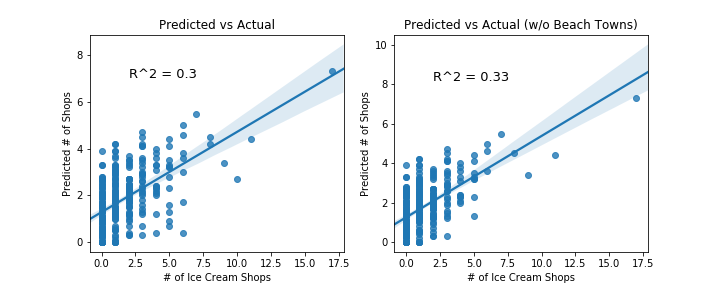 Predicted vs Actual
R^2 = 0.3
Predicted # of Shops
8
6
4
2
0
0.0 2.5 5.0 7.5 10.0 12.5 15.0 17.5
# of Ice Cream Shops
Predicted vs Actual (w/o Beach Towns)
R^2 = 0.33
Predicted # of Shops
10
8
6
4
2
0
0.0 2.5 5.0 7.5 10.0 12.5 15.0 17.5
# of Ice Cream Shops